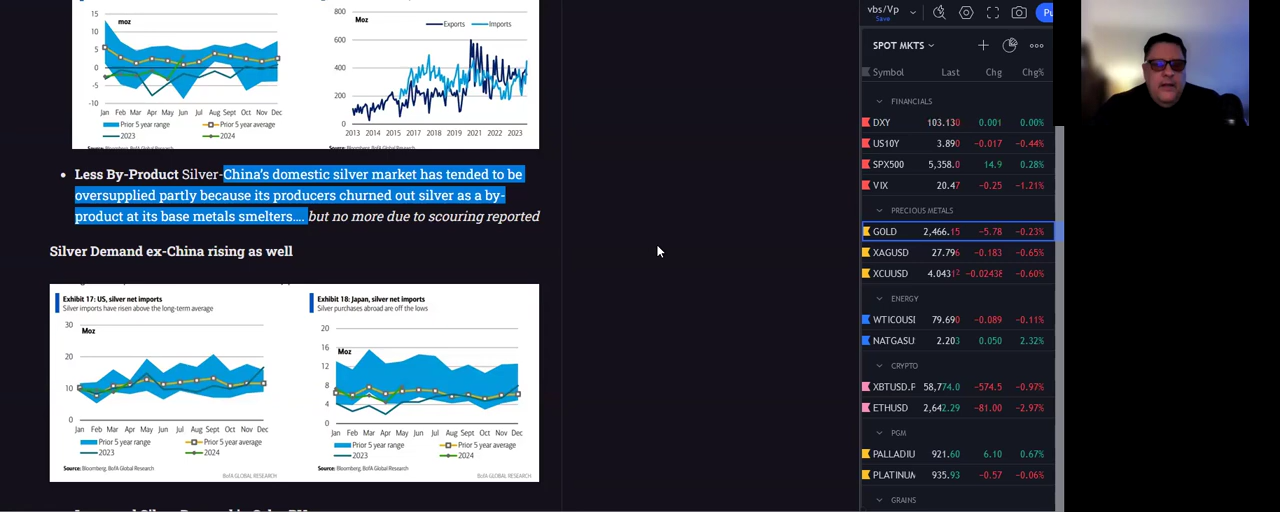 15
10
5
0
-5
-10
moz
Jan Feb Mar Apr May Jun Jul Aug Sept Oct Nov Dec
Prior 5 year range Prior 5 year average
2023 2024
800
600
400
200
0
Moz
Exports Imports
2013 2014 2015 2017 2018 2019 2021 2022 2023
Less By-Product Silver-China's domestic silver market has tended to be
oversupplied partly because its producers churned out silver as a by-
product at its base metals smelters.... but no more due to scouring reported
Silver Demand ex-China rising as well
Exhibit 17: US, silver net imports
Silver imports have risen above the long-term average
30
20
10
0
Moz
Jan Feb Mar Apr May Jun Jul Aug Sept Oct Nov Dec
Prior 5 year range Prior 5 year average
2023 2024
Source: Bloomberg, BofA Global Research
BofA GLOBAL RESEARCH
Exhibit 18: Japan, silver net imports
Silver purchases abroad are off the lows
20
16
12
8
4
0
Moz
Jan Feb Mar Apr May Jun Jul Aug Sep Oct Nov Dec
Prior 5 year range Prior 5 year average
2023 2024
Source: Bloomberg, BofA Global Research
BofA GLOBAL RESEARCH
vbs/Vp
Save
Pu
SPOT MKTS
Symbol Last Chg Chg%
FINANCIALS
DXY 103.130 0.001 0.00%
US10Y 3.890 −0.017 −0.44%
SPX500 5,358.0 14.9 0.28%
VIX 20.47 −0.25 −1.21%
PRECIOUS METALS
GOLD 2,466.15 −5.78 −0.23%
XAGUSD 27.796 −0.183 −0.65%
XCUUSD 4.0431² −0.02438 −0.60%
ENERGY
WTICOUSI 79.690 −0.089 −0.11%
NATGASU 2.203 0.050 2.32%
CRYPTO
XBTUSD.P 58,774.0 −574.5 −0.97%
ETHUSD 2,642.29 −81.00 −2.97%
PGM
PALLADIU 921.60 6.10 0.67%
PLATINUM 935.93 −0.57 −0.06%
GRAINS